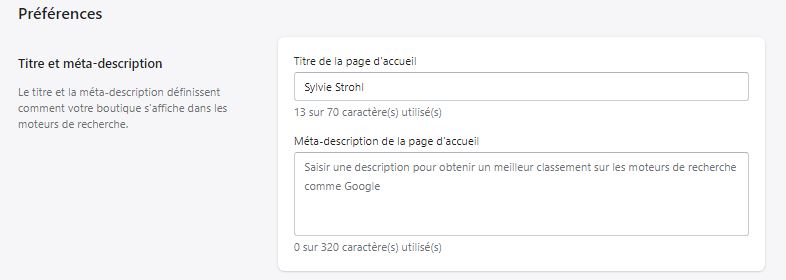 Préférences
Titre et méta-description
Le titre et la méta-description définissent
comment votre boutique s'affiche dans les
moteurs de recherche.
Titre de la page d'accueil
Sylvie Strohl
13 sur 70 caractère(s) utilisé(s)
Méta-description de la page d'accueil
Saisir une description pour obtenir un meilleur classement sur les moteurs de recherche
comme Google
0 sur 320 caractère(s) utilisé(s)